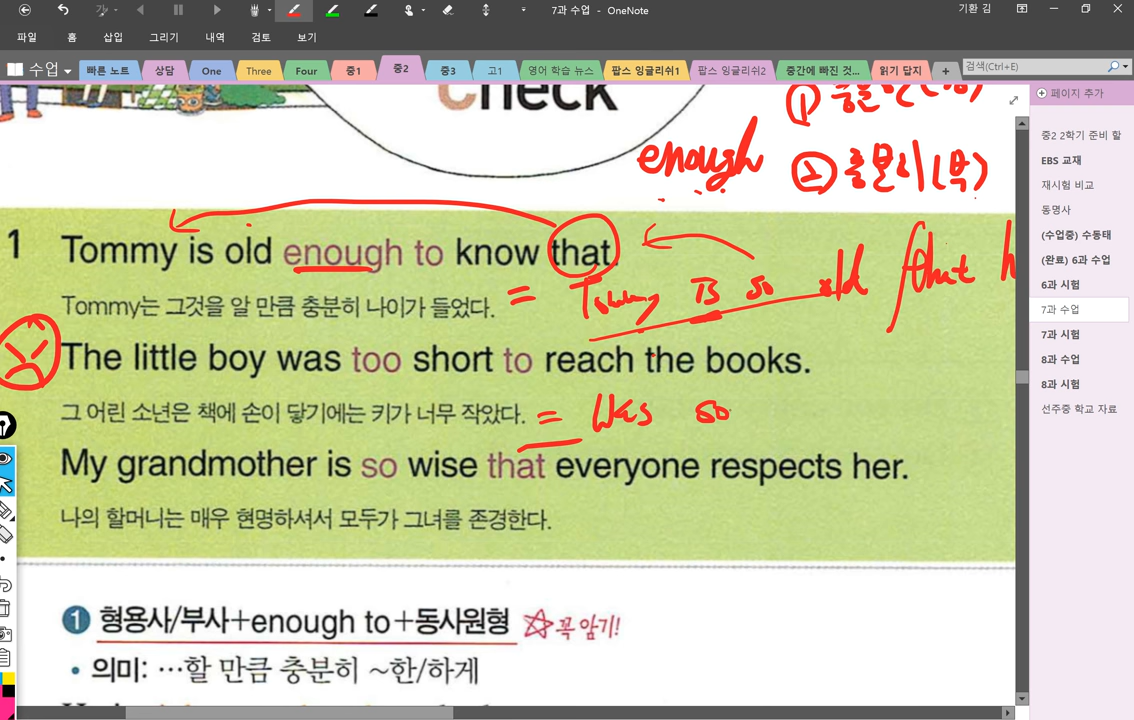 7과 수업 - OneNote
기환 김
파일 홈 삽입 그리기 내역 검토 보기
수업 빠른 노트 상담 One Three Four 중1 중2 중3 고1 영어 학습 뉴스 팝스 잉글리쉬1 팝스 잉글리쉬2 중간에 빠진 것... 읽기 답지 + 검색(Ctrl+E)
페이지 추가
중2 2학기 준비 할
EBS 교재
재시험 비교
동명사
(수업중) 수동태
(완료) 6과 수업
6과 시험
7과 수업
7과 시험
8과 수업
8과 시험
선주중 학교 자료
Check
①
enough ② 충분히(부)
1 Tommy is old enough to know that.
Tommy는 그것을 알 만큼 충분히 나이가 들었다.
= Tommy is so old that h
The little boy was too short to reach the books.
그 어린 소년은 책에 손이 닿기에는 키가 너무 작았다.
= was so
My grandmother is so wise that everyone respects her.
나의 할머니는 매우 현명하셔서 모두가 그녀를 존경한다.
1 형용사/부사+enough to+동사원형 ☆꼭 암기!
• 의미: …할 만큼 충분히 ~한/하게